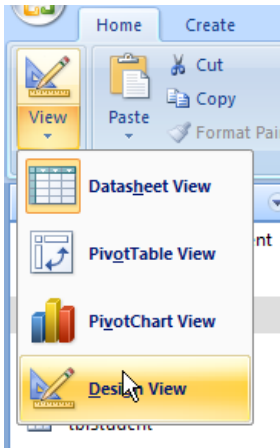 Home Create
Cut
Copy
Format Pai
View Paste
Datasheet View
nt
PivotTable View
PivotChart View
Design View
tblstudent